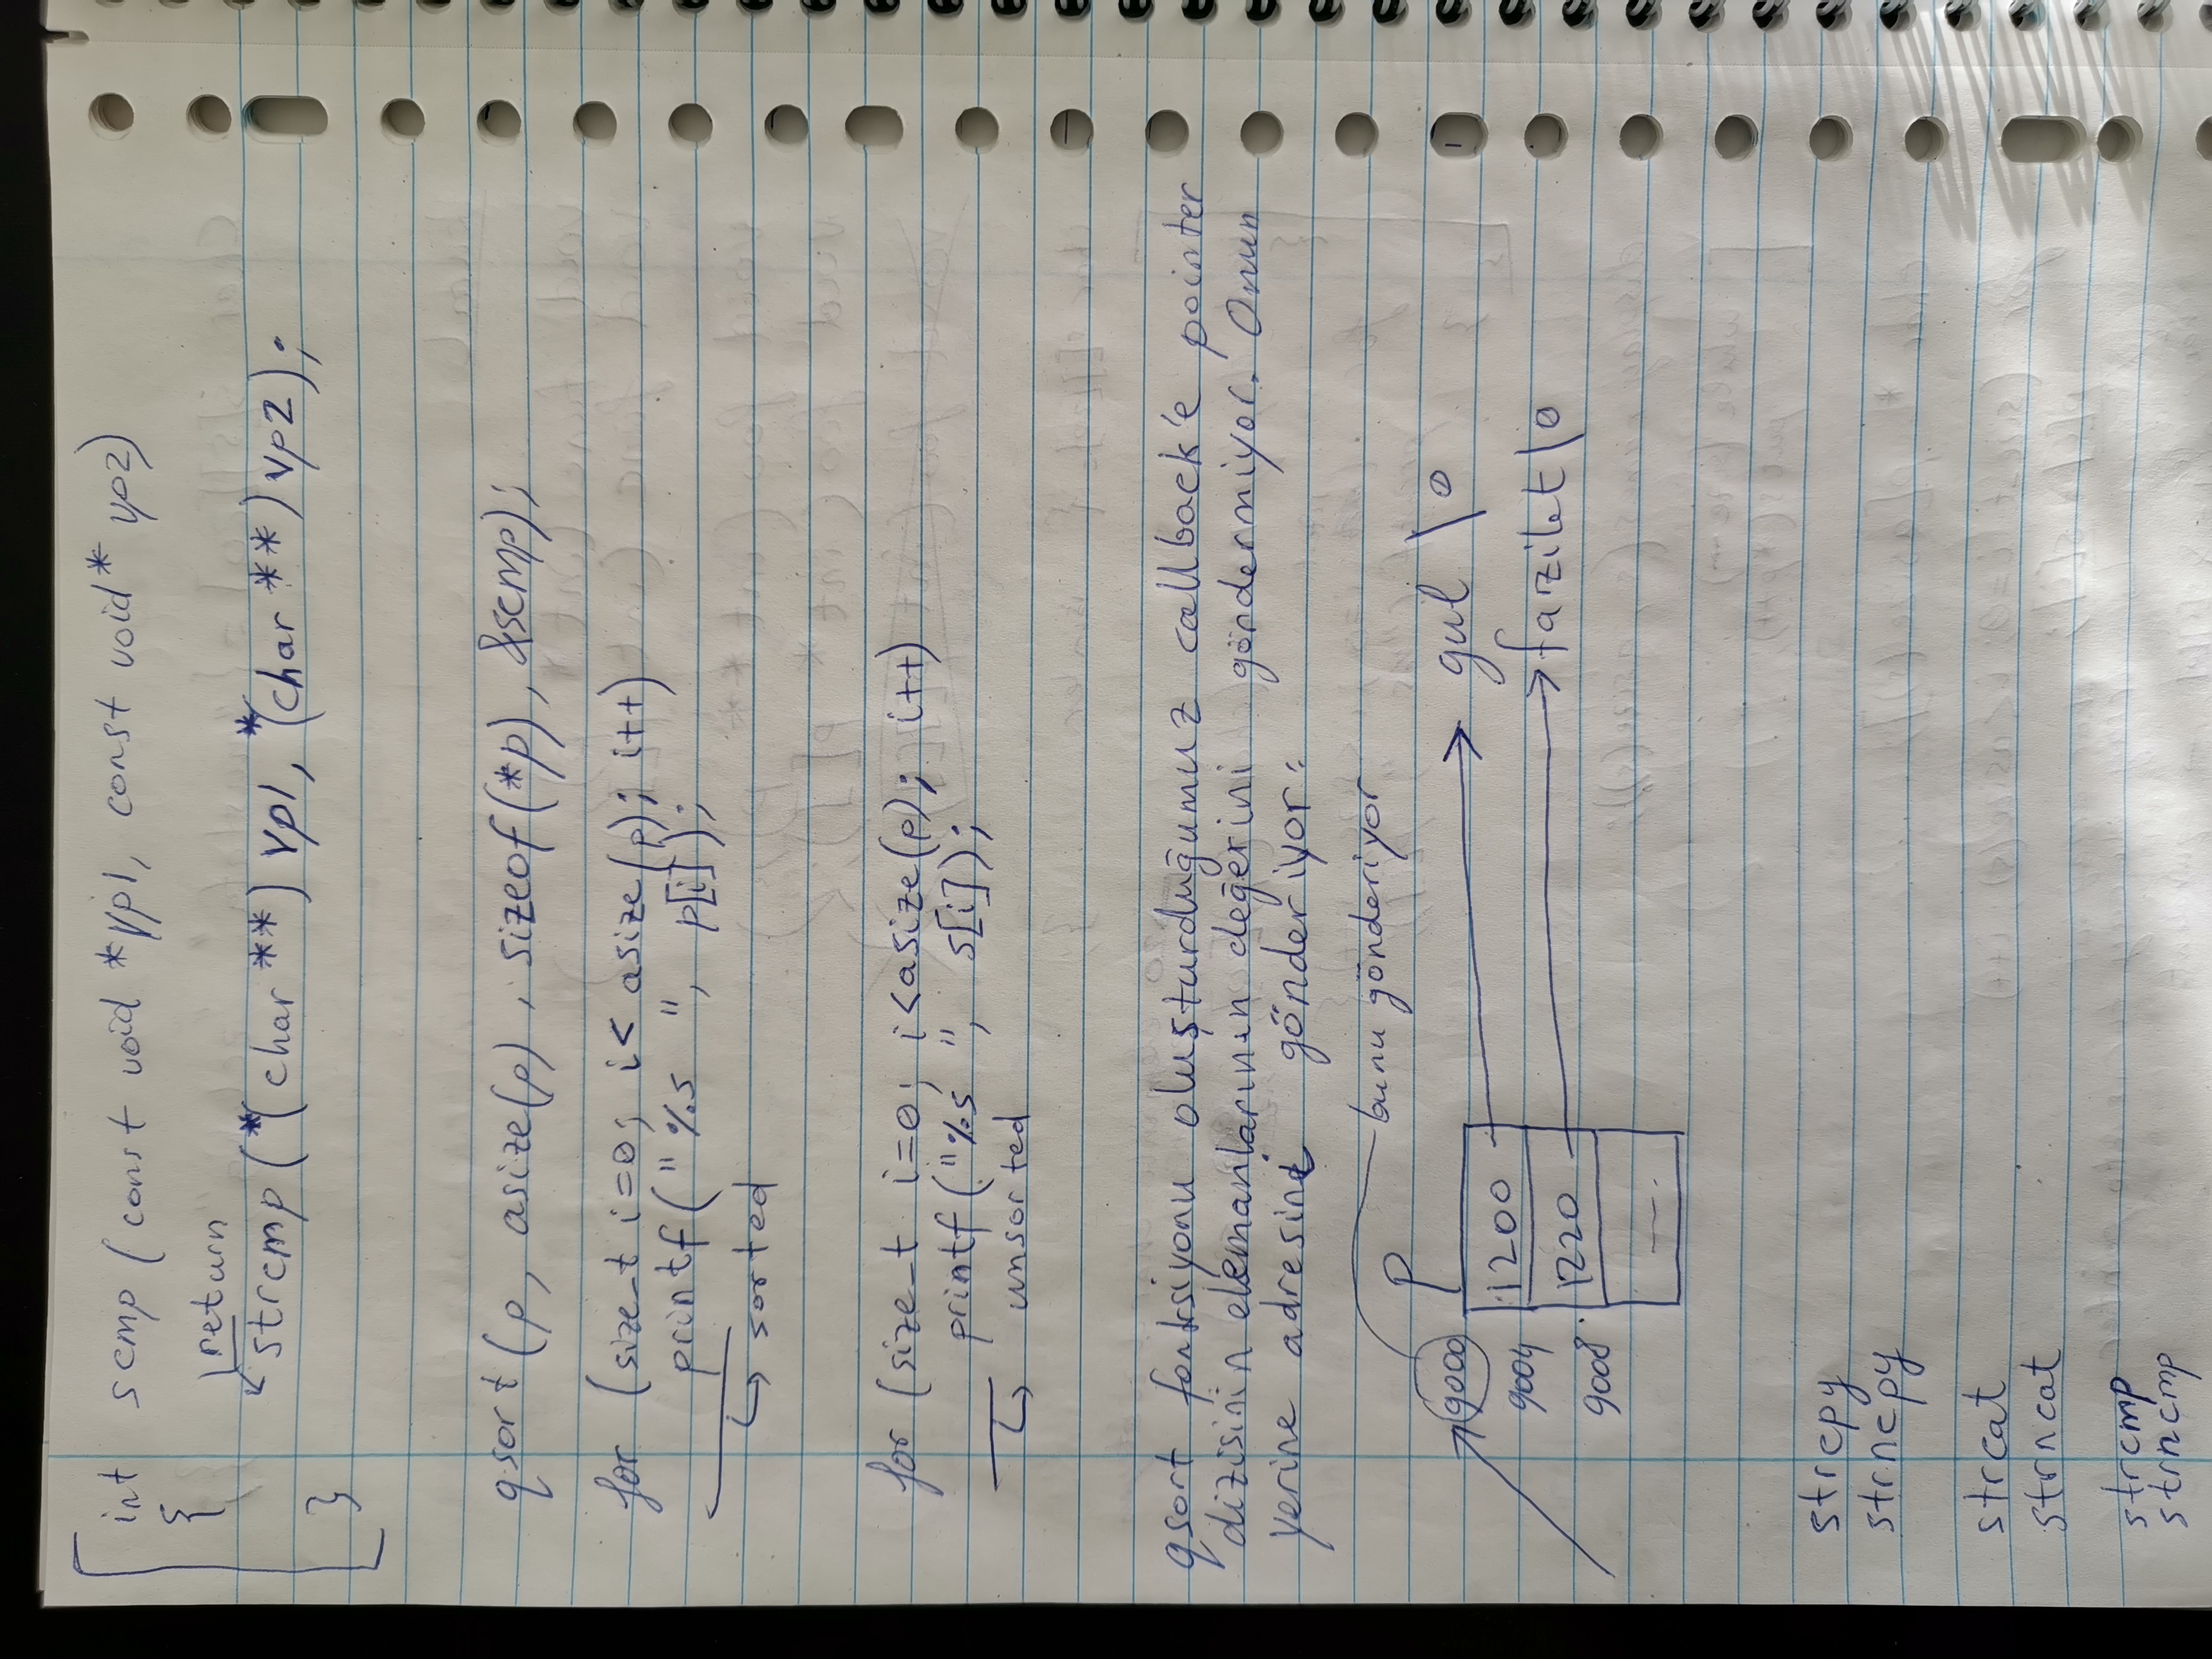 int scmp (const void *vp1, const void* vp2)
{
return
strcmp (*(char **) vp1, *(char **) vp2);
}
qsort (p, asize(p), sizeof(*p), &scmp);
for (size_t i=0; i< asize(p); i++)
printf("%s ", p[i]);
sorted
for (size_t i=0; i<asize(p); i++)
printf("%s ", s[i]);
unsorted
qsort fonksiyonu oluşturduğumuz callback'e pointer
dizisinin elemanlarının değerini göndermiyor. Onun
yerine adresini gönderiyor:
bunu gönderiyor
p
9000
gul \0
1200
9004
fazilet\0
1220
9008
strcpy
strncpy
strcat
strncat
strcmp
strncmp